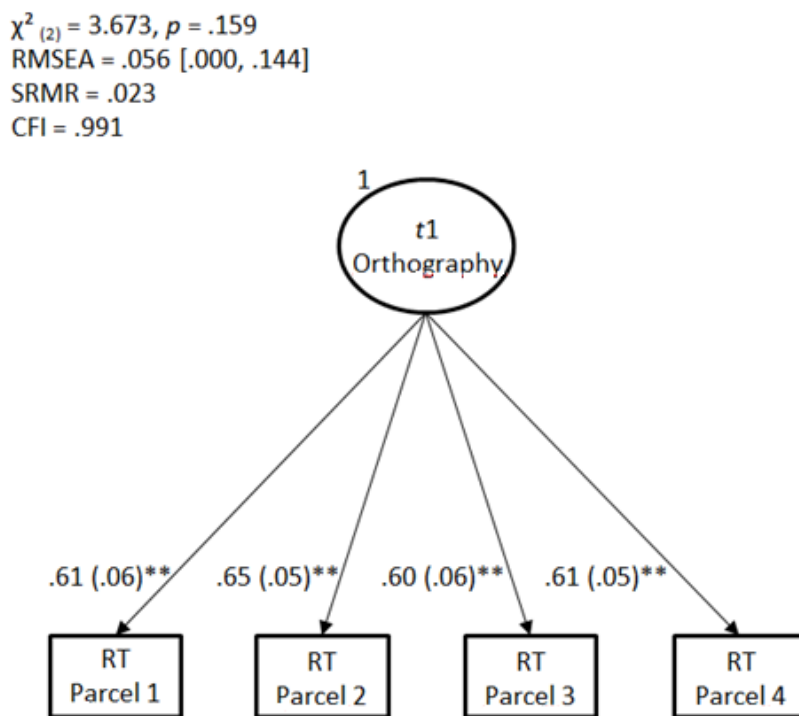 χ² (2) = 3.673, p = .159
RMSEA = .056 [.000, .144]
SRMR = .023
CFI = .991
1
t1
Orthography
.61 (.06)** .65 (.05)** .60 (.06)** .61 (.05)**
RT RT RT RT
Parcel 1 Parcel 2 Parcel 3 Parcel 4